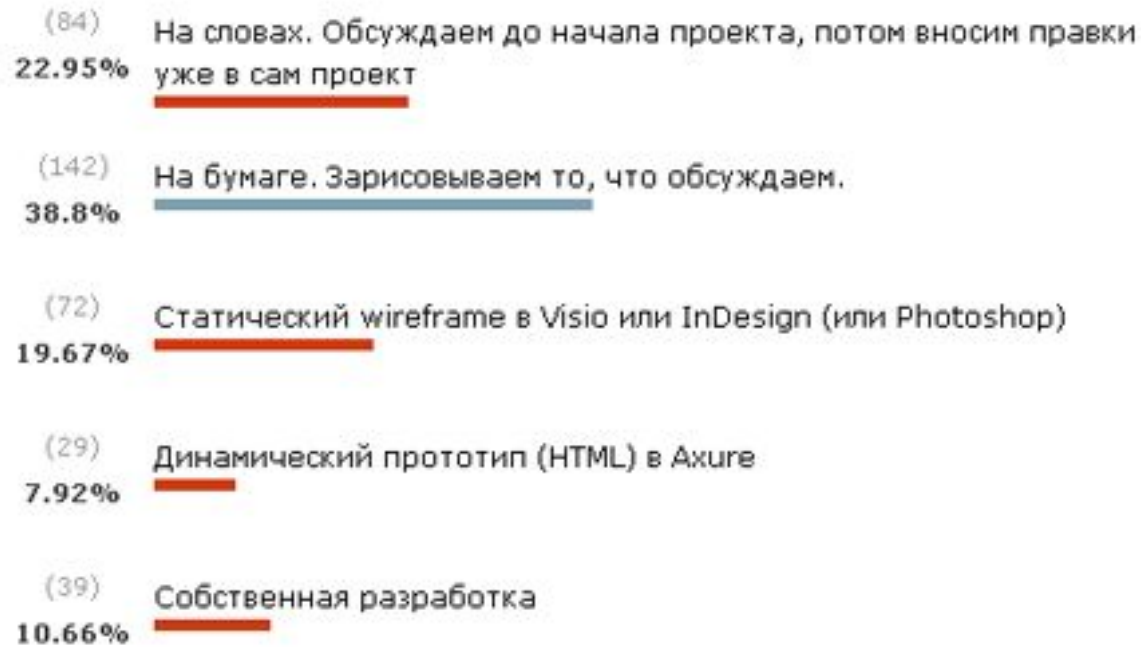 (84)
На словах. Обсуждаем до начала проекта, потом вносим правки
22.95% уже в сам проект
(142)
На бумаге. Зарисовываем то, что обсуждаем.
38.8%
(72)
Статический wireframe в Visio или InDesign (или Photoshop)
19.67%
(29)
Динамический прототип (HTML) в Axure
7.92%
(39)
Собственная разработка
10.66%